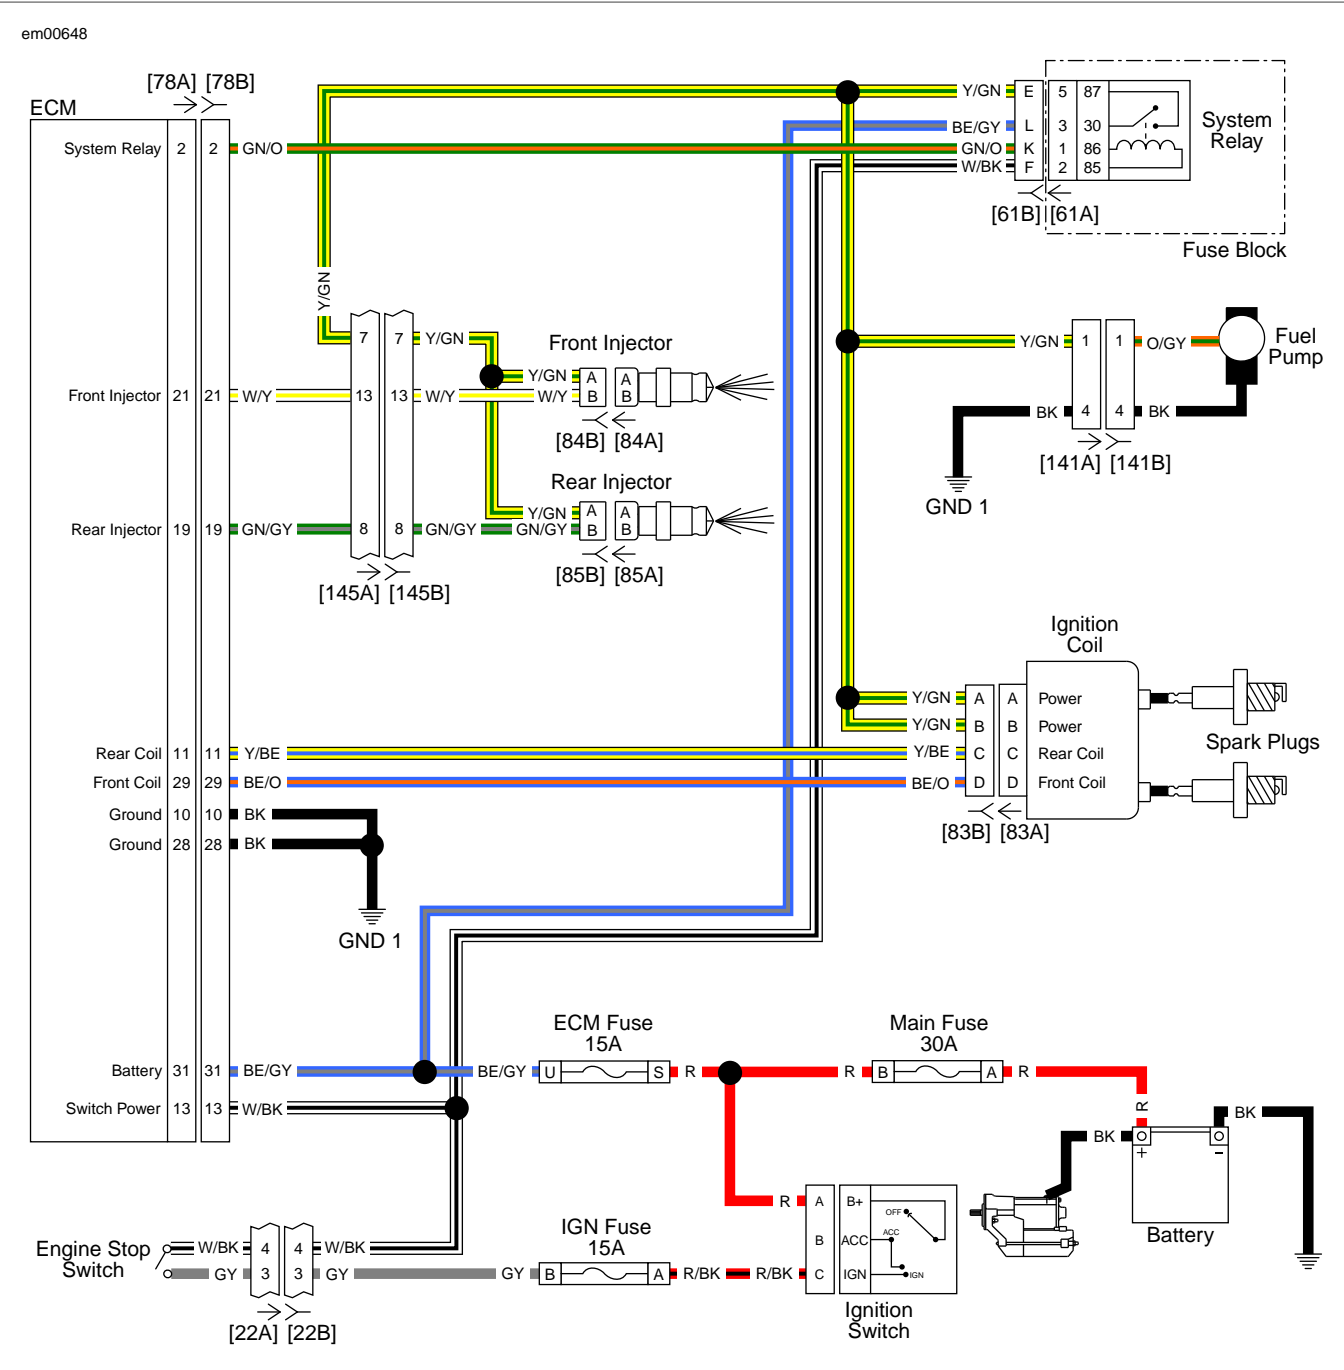 em00648
[78A] [78B]
ECM
System Relay 2 2 GN/O
Y/GN E 5 87
BE/GY L 3 30
GN/O K 1 86
W/BK F 2 85
System
Relay
[61B] [61A]
Fuse Block
Y/GN
7 7 Y/GN
Front Injector
Y/GN A A
Front Injector 21 21 W/Y 13 13 W/Y W/Y B B
[84B] [84A]
Rear Injector
Y/GN A A
Rear Injector 19 19 GN/GY 8 8 GN/GY GN/GY B B
[85B] [85A]
[145A] [145B]
Y/GN 1 1 O/GY
Fuel
Pump
BK 4 4 BK
[141A] [141B]
GND 1
Ignition
Coil
Y/GN A A Power
Y/GN B B Power
Rear Coil 11 11 Y/BE Y/BE C C Rear Coil
Front Coil 29 29 BE/O BE/O D D Front Coil
Spark Plugs
[83B] [83A]
Ground 10 10 BK
Ground 28 28 BK
GND 1
ECM Fuse
15A
Main Fuse
30A
Battery 31 31 BE/GY BE/GY U S R R B A R
Switch Power 13 13 W/BK
R
BK BK
+ −
Battery
R A B+
OFF
B ACC
ACC
C IGN
IGN
Ignition
Switch
IGN Fuse
15A
Engine Stop
Switch
W/BK 4 4 W/BK
GY 3 3 GY GY B A R/BK R/BK
[22A] [22B]